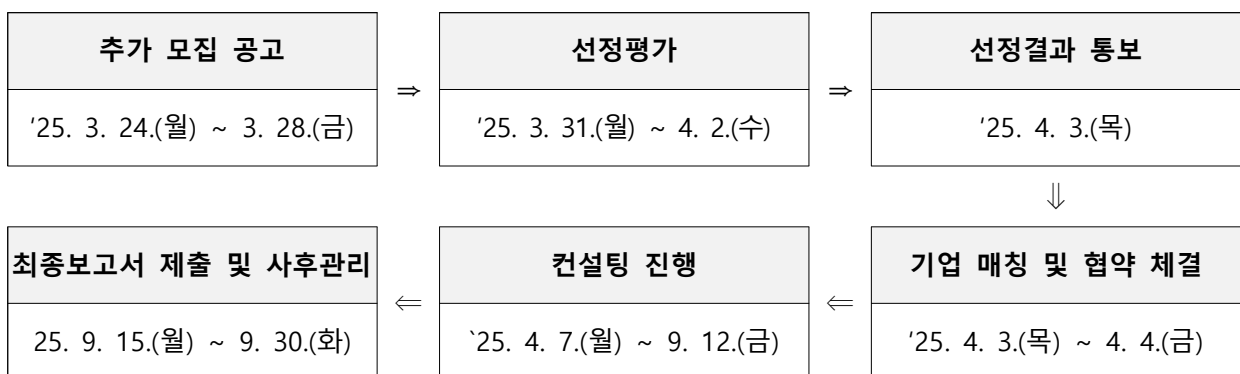 추가 모집 공고
'25. 3. 24.(월) ~ 3. 28.(금)
⇒
선정평가
'25. 3. 31.(월) ~ 4. 2.(수)
⇒
선정결과 통보
'25. 4. 3.(목)
⇓
기업 매칭 및 협약 체결
'25. 4. 3.(목) ~ 4. 4.(금)
⇐
컨설팅 진행
`25. 4. 7.(월) ~ 9. 12.(금)
⇐
최종보고서 제출 및 사후관리
25. 9. 15.(월) ~ 9. 30.(화)